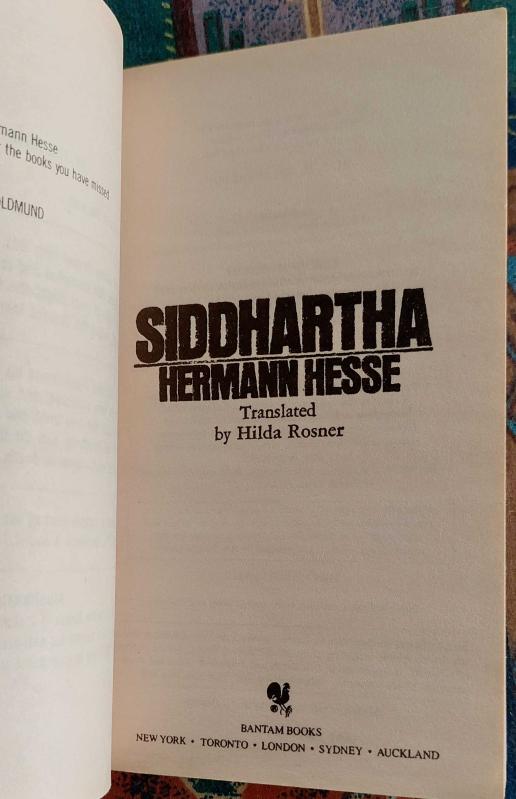 mann Hesse
the books you have missed
LDMUND
SIDDHARTHA
HERMANN HESSE
Translated
by Hilda Rosner
BANTAM BOOKS
NEW YORK • TORONTO • LONDON • SYDNEY • AUCKLAND